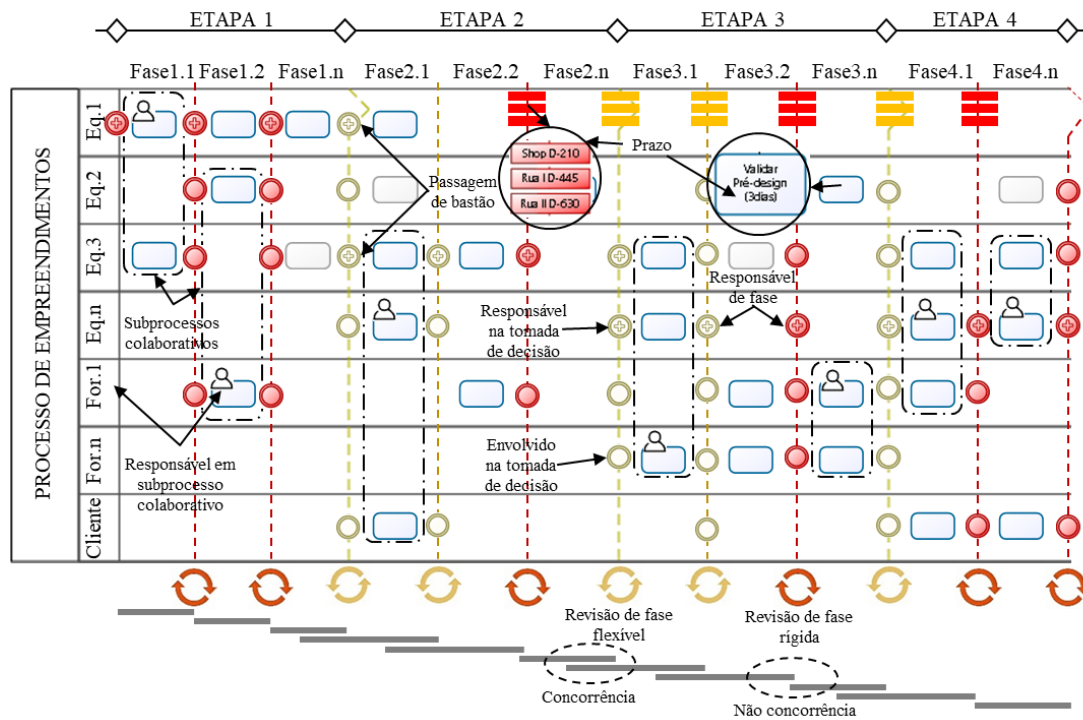 ETAPA 1 ETAPA 2 ETAPA 3 ETAPA 4
Fase1.1 Fase1.2 Fase1.n Fase2.1 Fase2.2 Fase2.n Fase3.1 Fase3.2 Fase3.n Fase4.1 Fase4.n
PROCESSO DE EMPREENDIMENTOS
Eq.1
Eq.2
Eq.3
Eq.n
For.1
For.n
Cliente
Shop D-210
Rua I D-445
Rua II D-630
Prazo
Validar
Pré-design
(3dias)
Passagem
de bastão
Subprocessos
colaborativos
Responsável
na tomada
de decisão
Responsável
de fase
Responsável em
subprocesso
colaborativo
Envolvido
na tomada
de decisão
Revisão de fase
flexível
Revisão de fase
rígida
Concorrência
Não concorrência